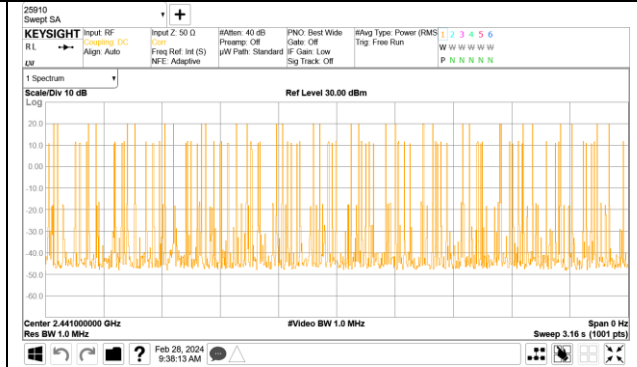 25910
Swept SA
+
KEYSIGHT Input: RF Input Z: 50 Ω #Atten: 40 dB PNO: Best Wide #Avg Type: Power (RMS 1 2 3 4 5 6
RL Coupling: DC Corr Preamp: Off Gate: Off Trig: Free Run W W W W W W
Align: Auto Freq Ref: Int (S) µW Path: Standard IF Gain: Low
NFE: Adaptive Sig Track: Off P N N N N N
1 Spectrum
Scale/Div 10 dB Ref Level 30.00 dBm
Log
20.0
10.0
0.00
-10.0
-20.0
-30.0
-40.0
-50.0
-60.0
Center 2.441000000 GHz #Video BW 1.0 MHz Span 0 Hz
Res BW 1.0 MHz Sweep 3.16 s (1001 pts)
? Feb 28, 2024
9:38:13 AM